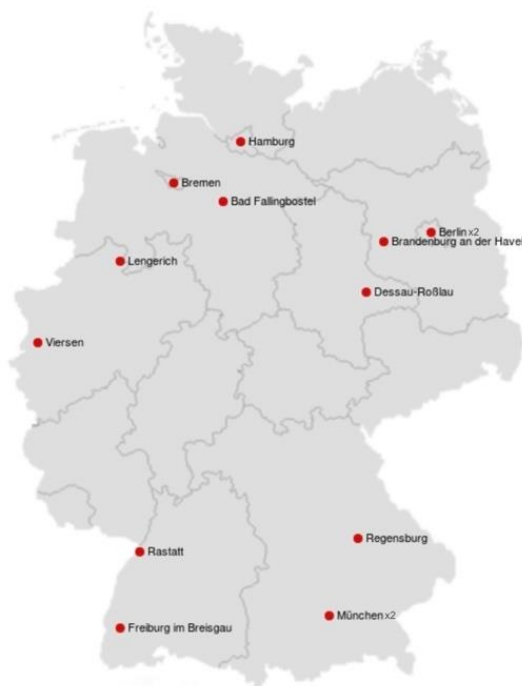 Hamburg
Bremen
Bad Fallingbostel
Berlin x2
Brandenburg an der Havel
Lengerich
Dessau-Roßlau
Viersen
Regensburg
Rastatt
München x2
Freiburg im Breisgau